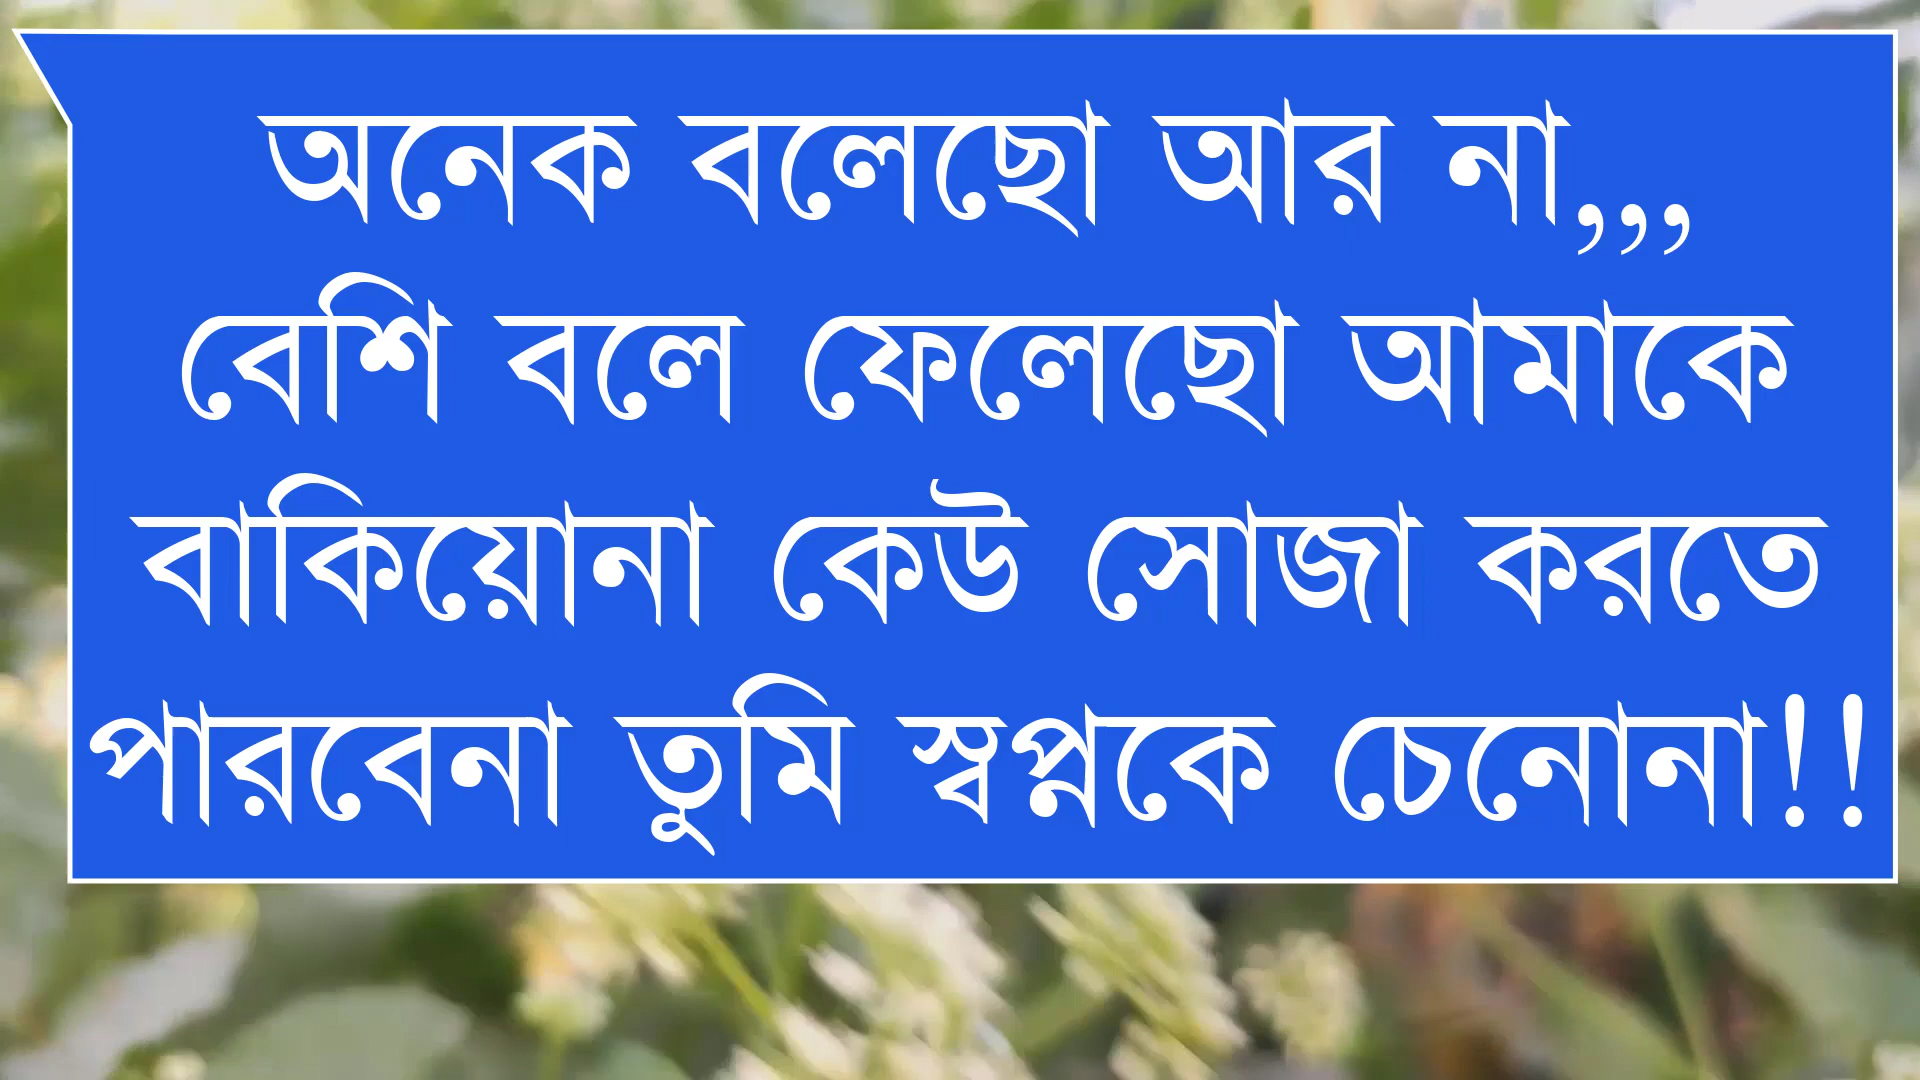 অনেক বলেছো আর না,,,
বেশি বলে ফেলেছো আমাকে
বাকিয়োনা কেউ সোজা করতে
পারবেনা তুমি স্বপ্নকে চেনোনা!!